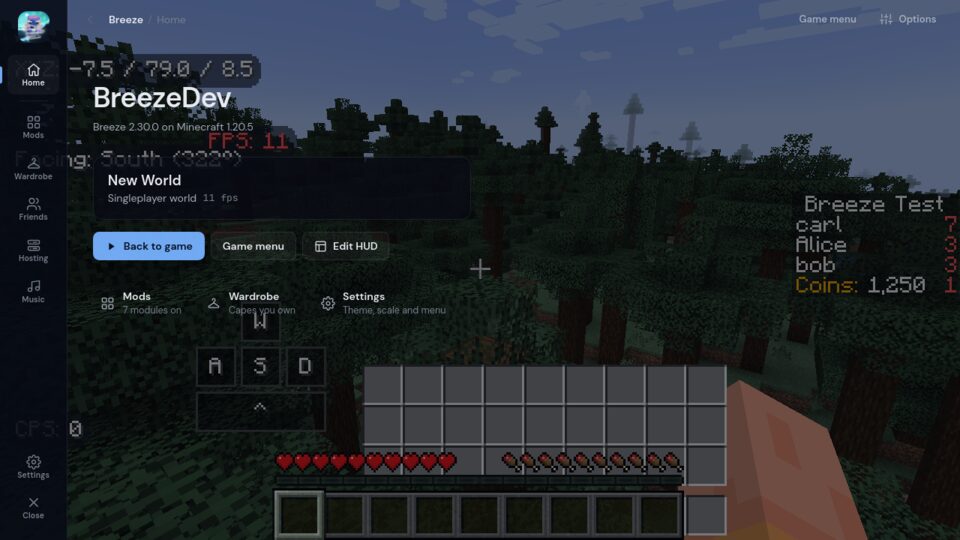 Breeze / Home
Game menu
Options
-7.5 / 79.0 / 8.5
Home
BreezeDev
Breeze 2.30.0 on Minecraft 1.20.5
FPS: 11
Mods
Facing: South (322°)
Wardrobe
New World
Singleplayer world 11 fps
Friends
Breeze Test
carl 7
Alice 3
bob 3
Coins: 1,250 1
Back to game
Game menu
Edit HUD
Hosting
Music
Mods
7 modules on
Wardrobe
Capes you own
Settings
Theme, scale and menu
W
A
S
D
^
CPS: 0
Settings
Close